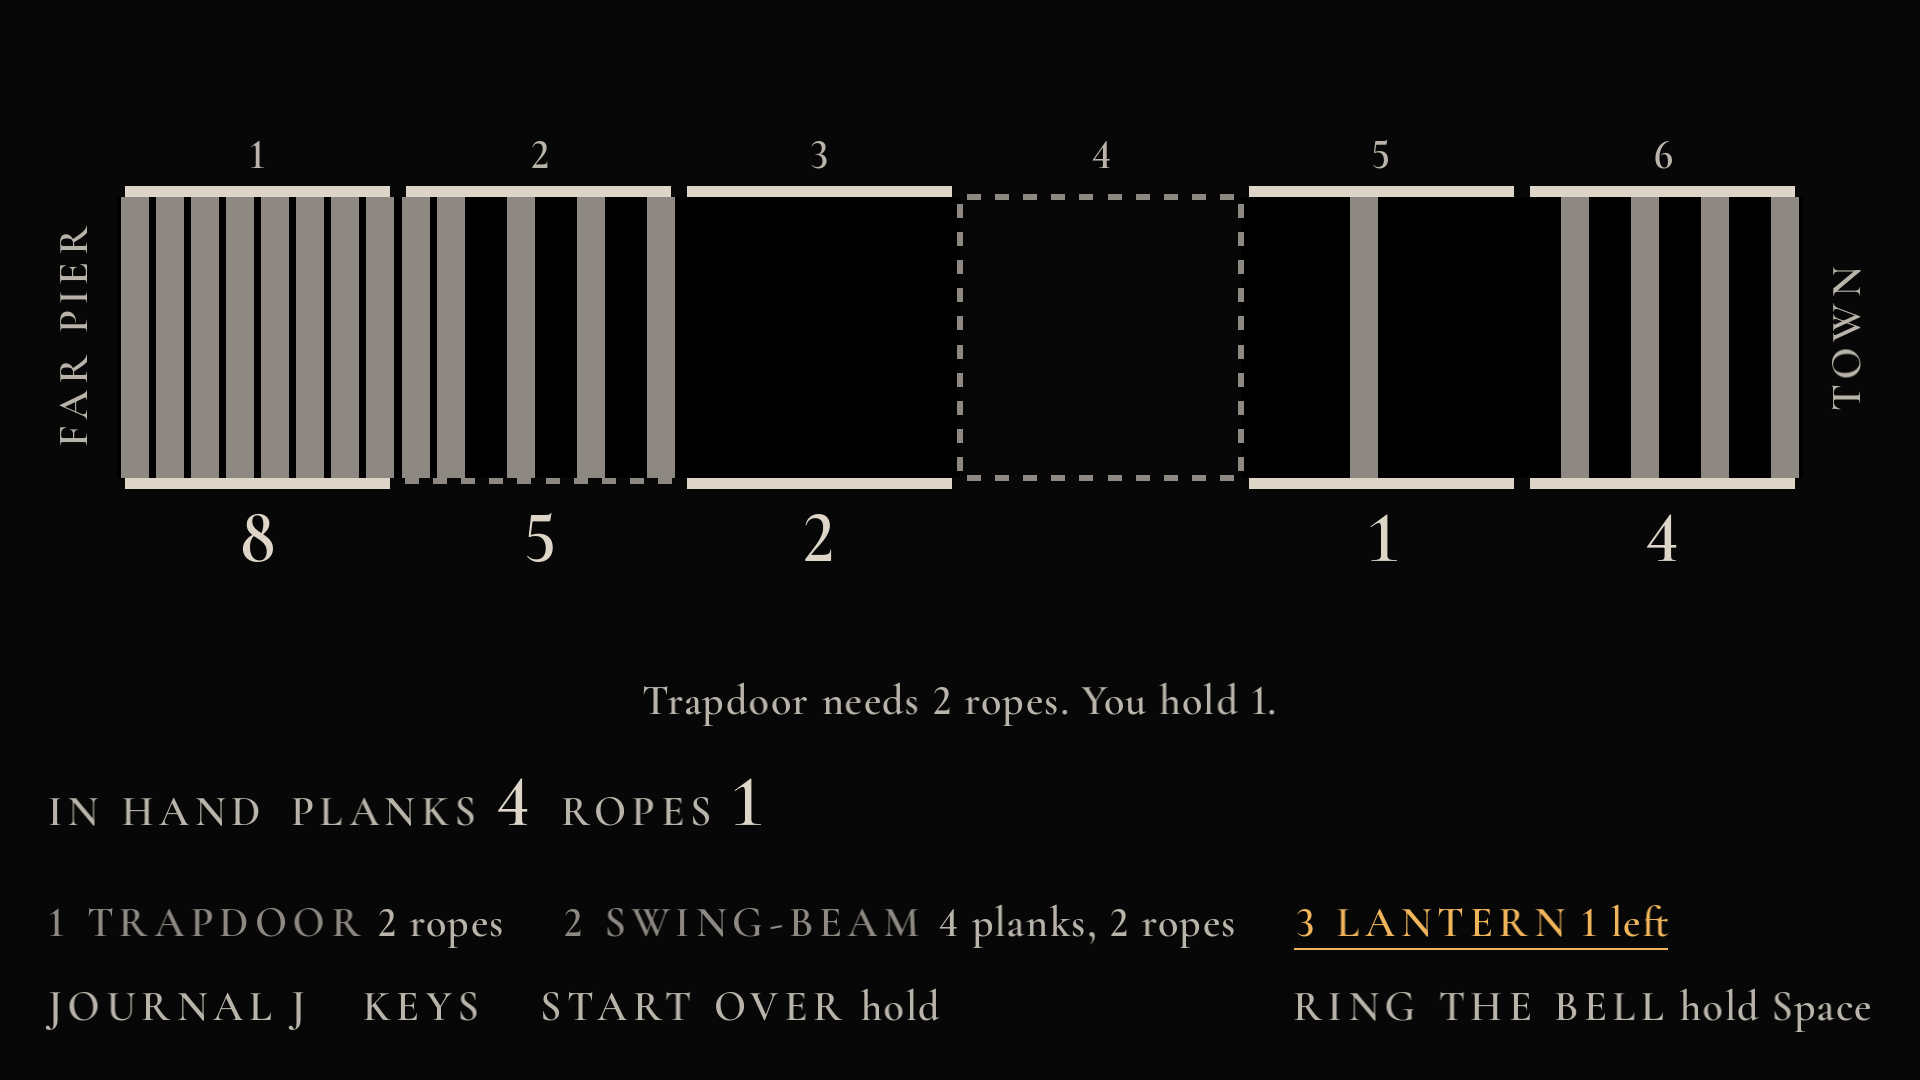 1 2 3 4 5 6
FAR PIER
TOWN
8 5 2 1 4
Trapdoor needs 2 ropes. You hold 1.
IN HAND PLANKS 4 ROPES 1
1 TRAPDOOR 2 ropes 2 SWING-BEAM 4 planks, 2 ropes 3 LANTERN 1 left
JOURNAL J KEYS START OVER hold RING THE BELL hold Space